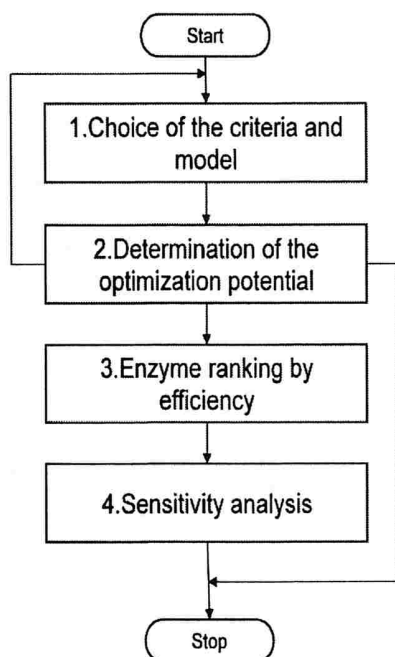 Start
1.Choice of the criteria and
model
2.Determination of the
optimization potential
3.Enzyme ranking by
efficiency
4.Sensitivity analysis
Stop